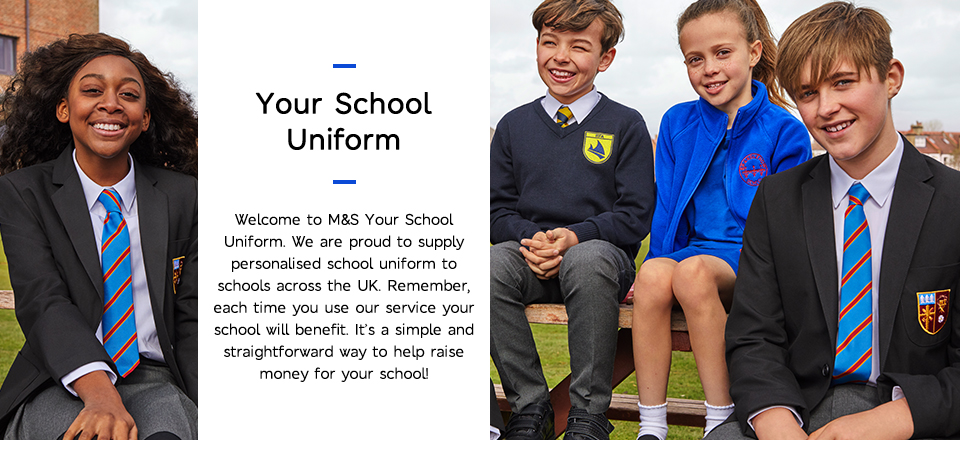 Your School
Uniform
Welcome to M&S Your School
Uniform. We are proud to supply
personalised school uniform to
schools across the UK. Remember,
each time you use our service your
school will benefit. It's a simple and
straightforward way to help raise
money for your school!